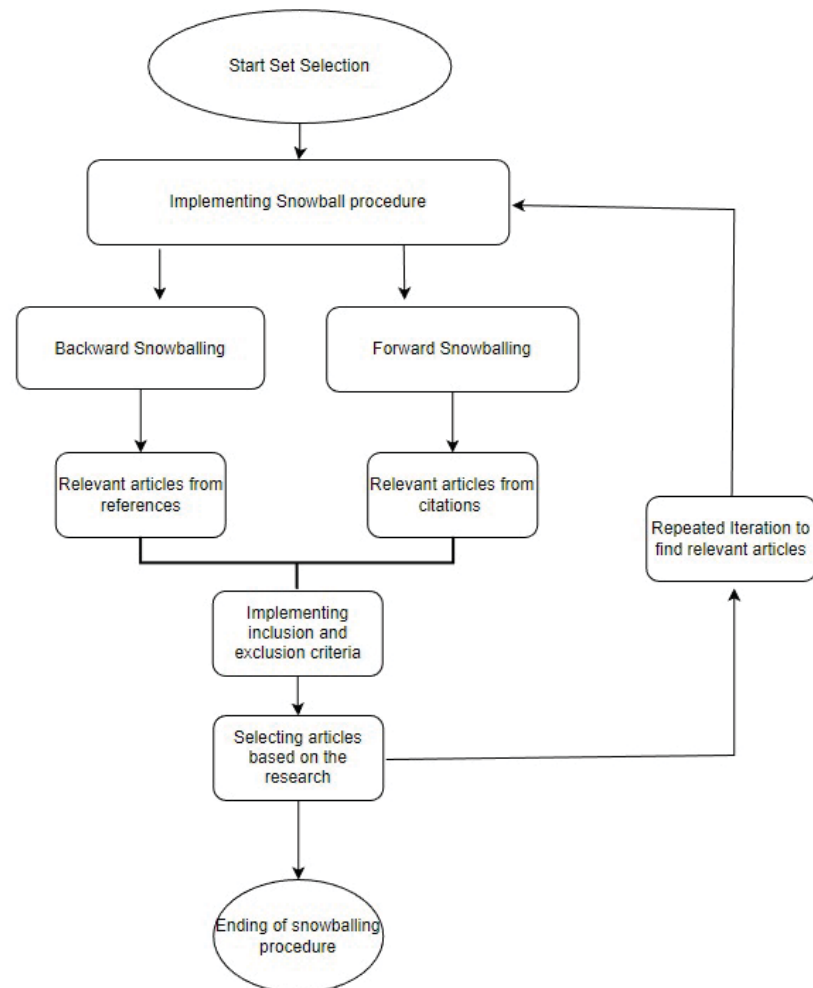 Start Set Selection
Implementing Snowball procedure
Backward Snowballing
Forward Snowballing
Relevant articles from
references
Relevant articles from
citations
Repeated Iteration to
find relevant articles
Implementing
inclusion and
exclusion criteria
Selecting articles
based on the
research
Ending of snowballing
procedure